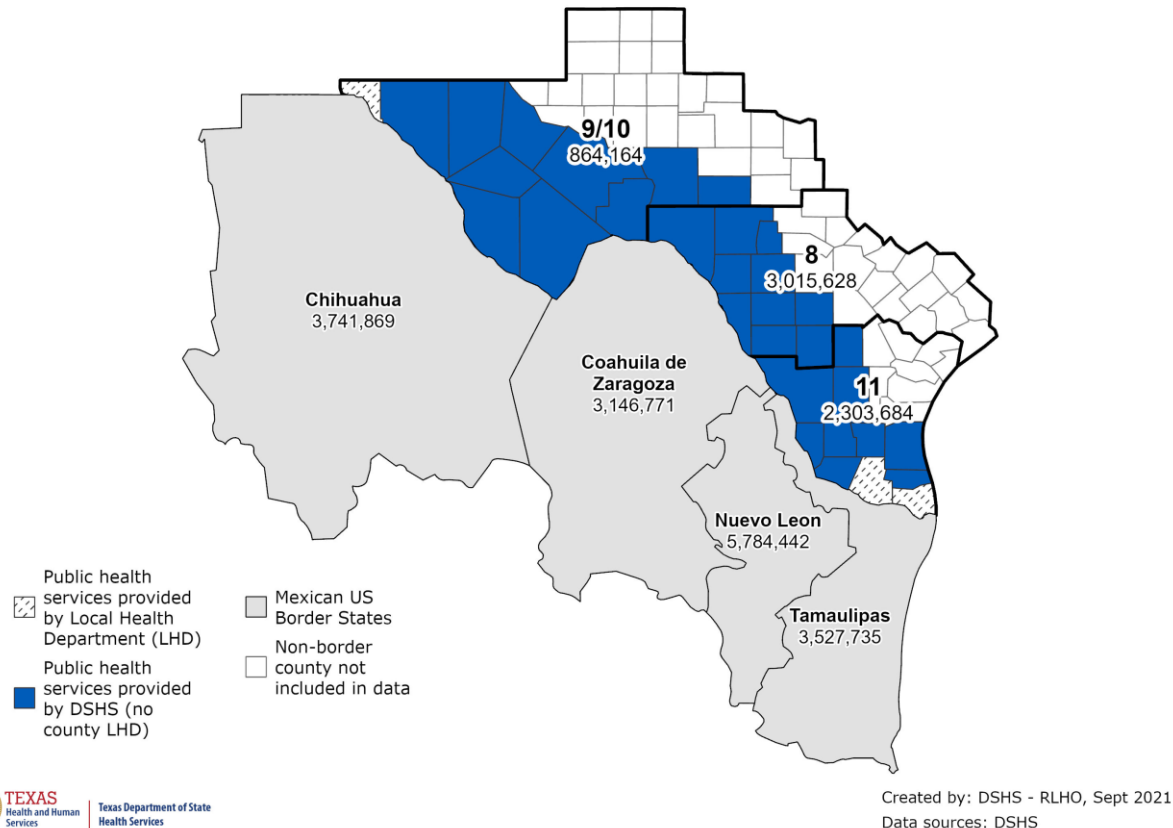 9/10
864,164
8
3,015,628
Chihuahua
3,741,869
Coahuila de
Zaragoza
3,146,771
11
2,303,684
Nuevo Leon
5,784,442
Tamaulipas
3,527,735
Public health
services provided
by Local Health
Department (LHD)
Public health
services provided
by DSHS (no
county LHD)
Mexican US
Border States
Non-border
county not
included in data
TEXAS
Health and Human
Services
Texas Department of State
Health Services
Created by: DSHS - RLHO, Sept 2021
Data sources: DSHS